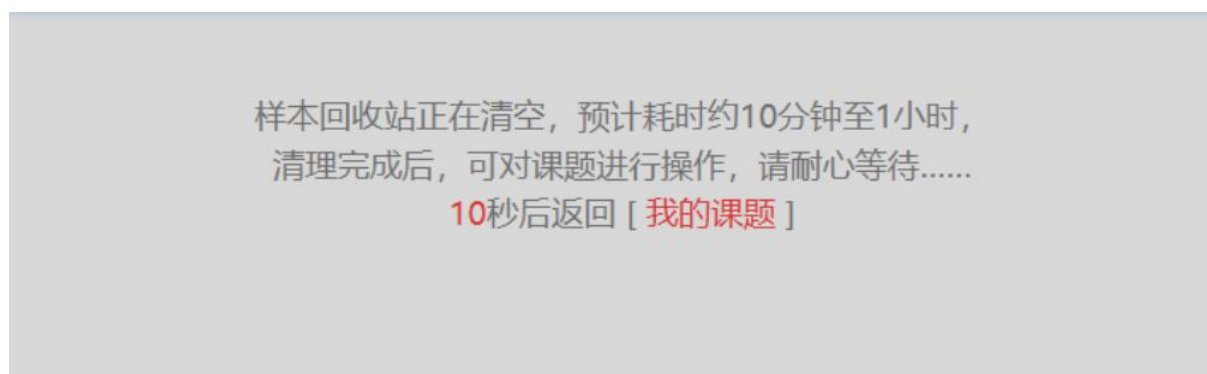 样本回收站正在清空，预计耗时约10分钟至1小时，
清理完成后，可对课题进行操作，请耐心等待......
10秒后返回 [ 我的课题 ]